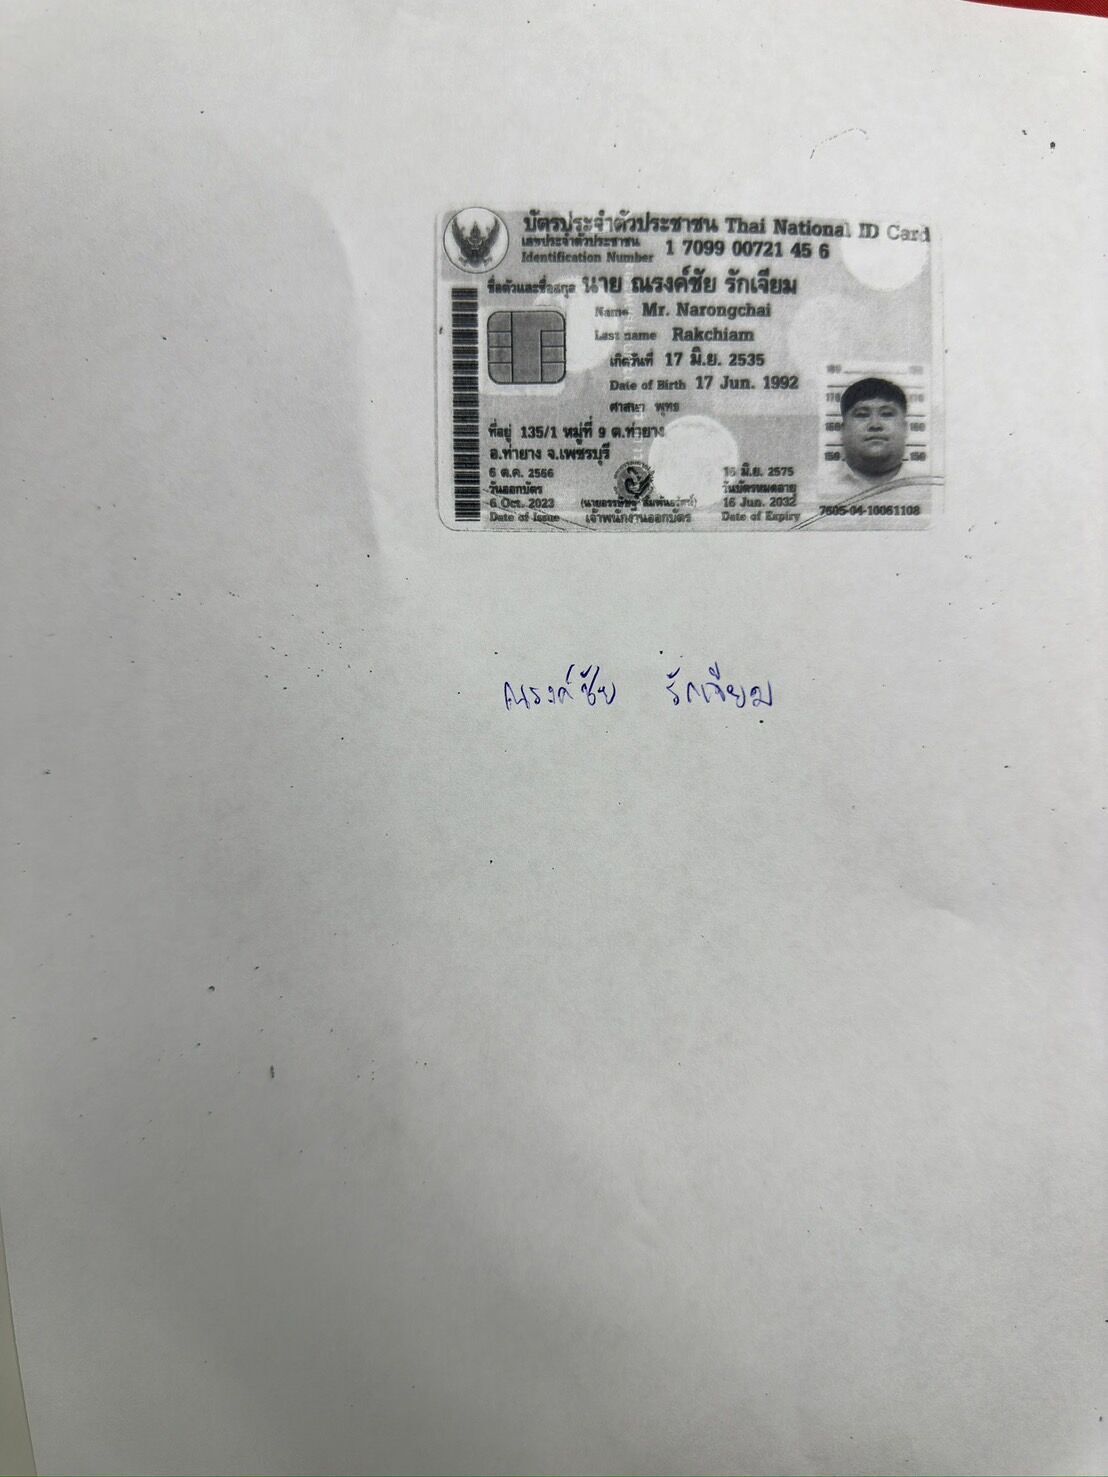 บัตรประจำตัวประชาชน Thai National ID Card
เลขประจำตัวประชาชน
Identification Number 1 7099 00721 45 6
ชื่อตัวและชื่อสกุล นาย ณรงค์ชัย รักเจียม
Name Mr. Narongchai
Last name Rakchiam
เกิดวันที่ 17 มิ.ย. 2535
Date of Birth 17 Jun. 1992
ศาสนา พุทธ
ที่อยู่ 135/1 หมู่ที่ 9 ต.ท่ายาง
อ.ท่ายาง จ.เพชรบุรี
6 ต.ค. 2566
วันออกบัตร
6 Oct. 2023
Date of Issue
เจ้าพนักงานออกบัตร
16 มิ.ย. 2575
วันบัตรหมดอายุ
16 Jun. 2032
Date of Expiry
7605-04-10061108
ณรงค์ชัย รักเจียม